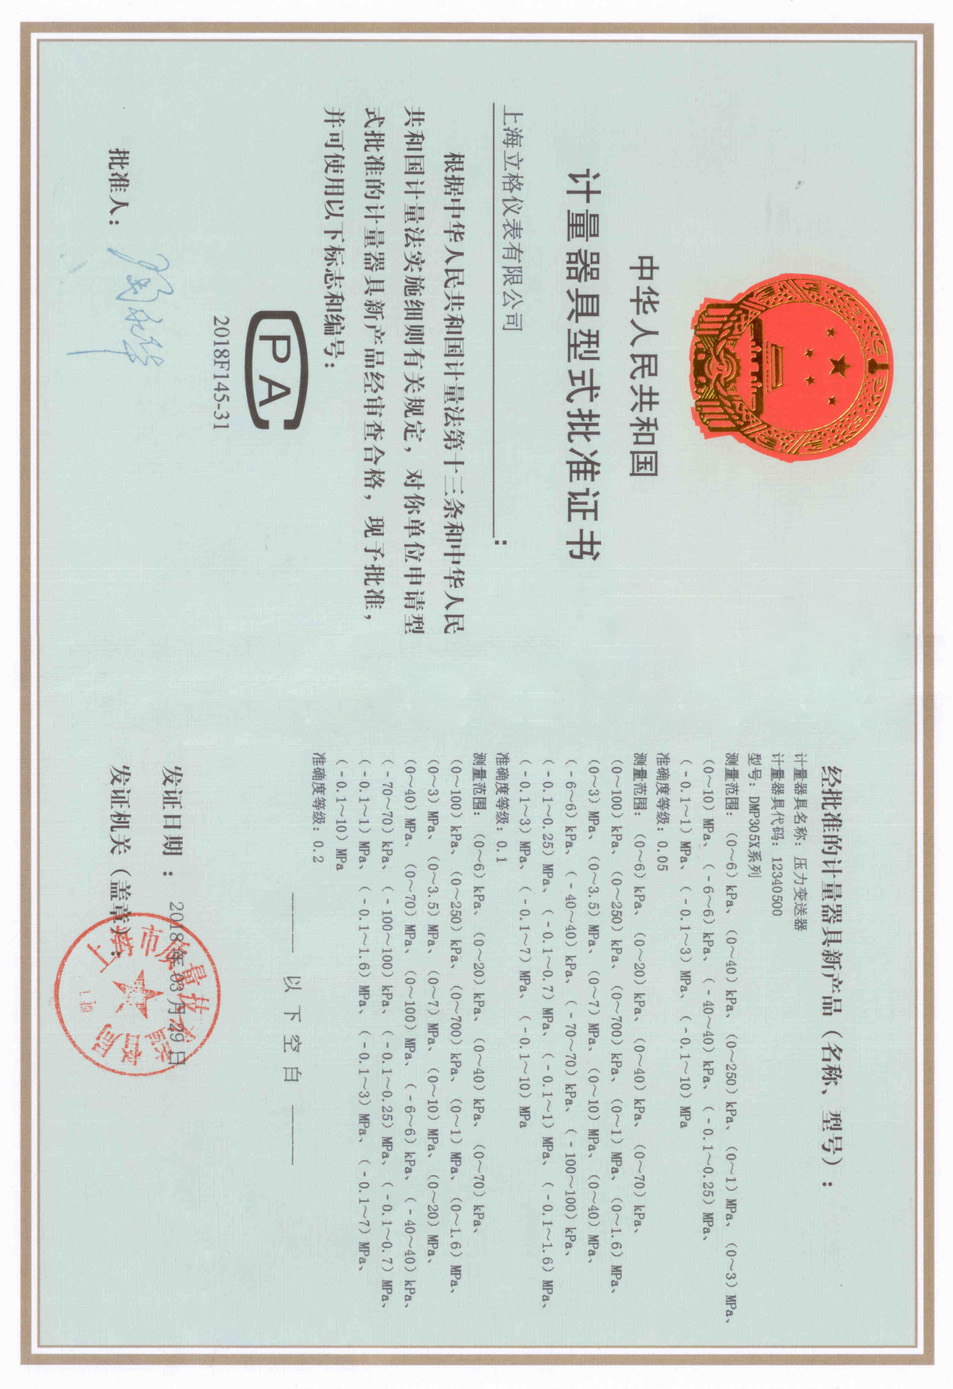 中华人民共和国
计量器具型式批准证书
上海立格仪表有限公司：
根据中华人民共和国计量法第十三条和中华人民
共和国计量法实施细则有关规定，对你单位申请型
式批准的计量器具新产品经审查合格，现予批准，
并可使用以下标志和编号：
CPA
2018F145-31
批准人：
经批准的计量器具新产品（名称、型号）：
计量器具名称：压力变送器
计量器具代码：12340500
型号：DMP305X系列
测量范围：（0～6）kPa、（0～40）kPa、（0～250）kPa、（0～1）MPa、（0～3）MPa、
（0～10）MPa、（-6～6）kPa、（-40～40）kPa、（-0.1～0.25）MPa、
（-0.1～1）MPa、（-0.1～3）MPa、（-0.1～10）MPa
准确度等级：0.05
测量范围：（0～6）kPa、（0～20）kPa、（0～40）kPa、（0～70）kPa、
（0～100）kPa、（0～250）kPa、（0～700）kPa、（0～1）MPa、（0～1.6）MPa、
（0～3）MPa、（0～3.5）MPa、（0～7）MPa、（0～10）MPa、（0～40）MPa、
（-6～6）kPa、（-40～40）kPa、（-70～70）kPa、（-100～100）kPa、
（-0.1～0.25）MPa、（-0.1～0.7）MPa、（-0.1～1）MPa、（-0.1～1.6）MPa、
（-0.1～3）MPa、（-0.1～7）MPa、（-0.1～10）MPa
准确度等级：0.1
测量范围：（0～6）kPa、（0～20）kPa、（0～40）kPa、（0～70）kPa、
（0～100）kPa、（0～250）kPa、（0～700）kPa、（0～1）MPa、（0～1.6）MPa、
（0～3）MPa、（0～3.5）MPa、（0～7）MPa、（0～10）MPa、（0～20）MPa、
（0～30）MPa、（0～70）MPa、（0～100）MPa、（-6～6）kPa、（-40～40）kPa、
（-70～70）kPa、（-100～100）kPa、（-0.1～0.25）MPa、（-0.1～0.7）MPa、
（-0.1～1）MPa、（-0.1～1.6）MPa、（-0.1～3）MPa、（-0.1～7）MPa、
（-0.1～10）MPa
准确度等级：0.2
——— 以下空白 ———
发证日期：2018年03月29日
发证机关（盖章）：
上海市质量技术监督局